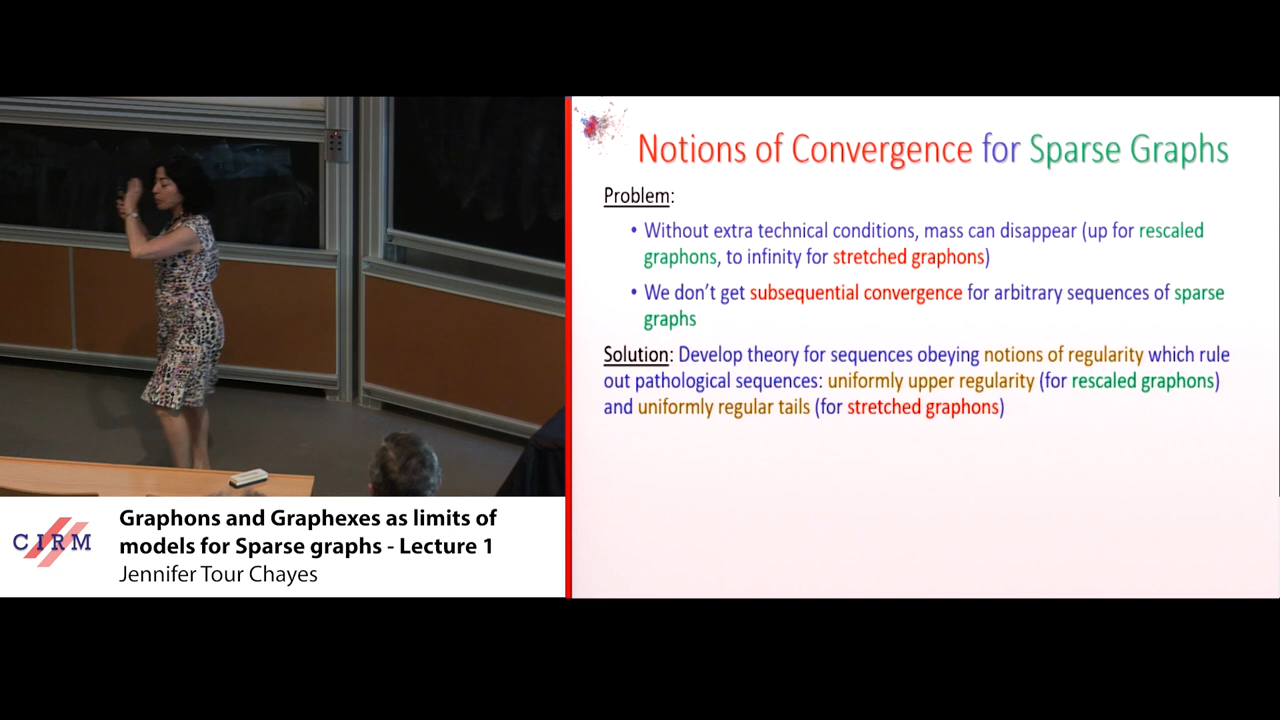 Notions of Convergence for Sparse Graphs
Problem:
• Without extra technical conditions, mass can disappear (up for rescaled
graphons, to infinity for stretched graphons)
• We don't get subsequential convergence for arbitrary sequences of sparse
graphs
Solution: Develop theory for sequences obeying notions of regularity which rule
out pathological sequences: uniformly upper regularity (for rescaled graphons)
and uniformly regular tails (for stretched graphons)
CIRM
Graphons and Graphexes as limits of
models for Sparse graphs - Lecture 1
Jennifer Tour Chayes